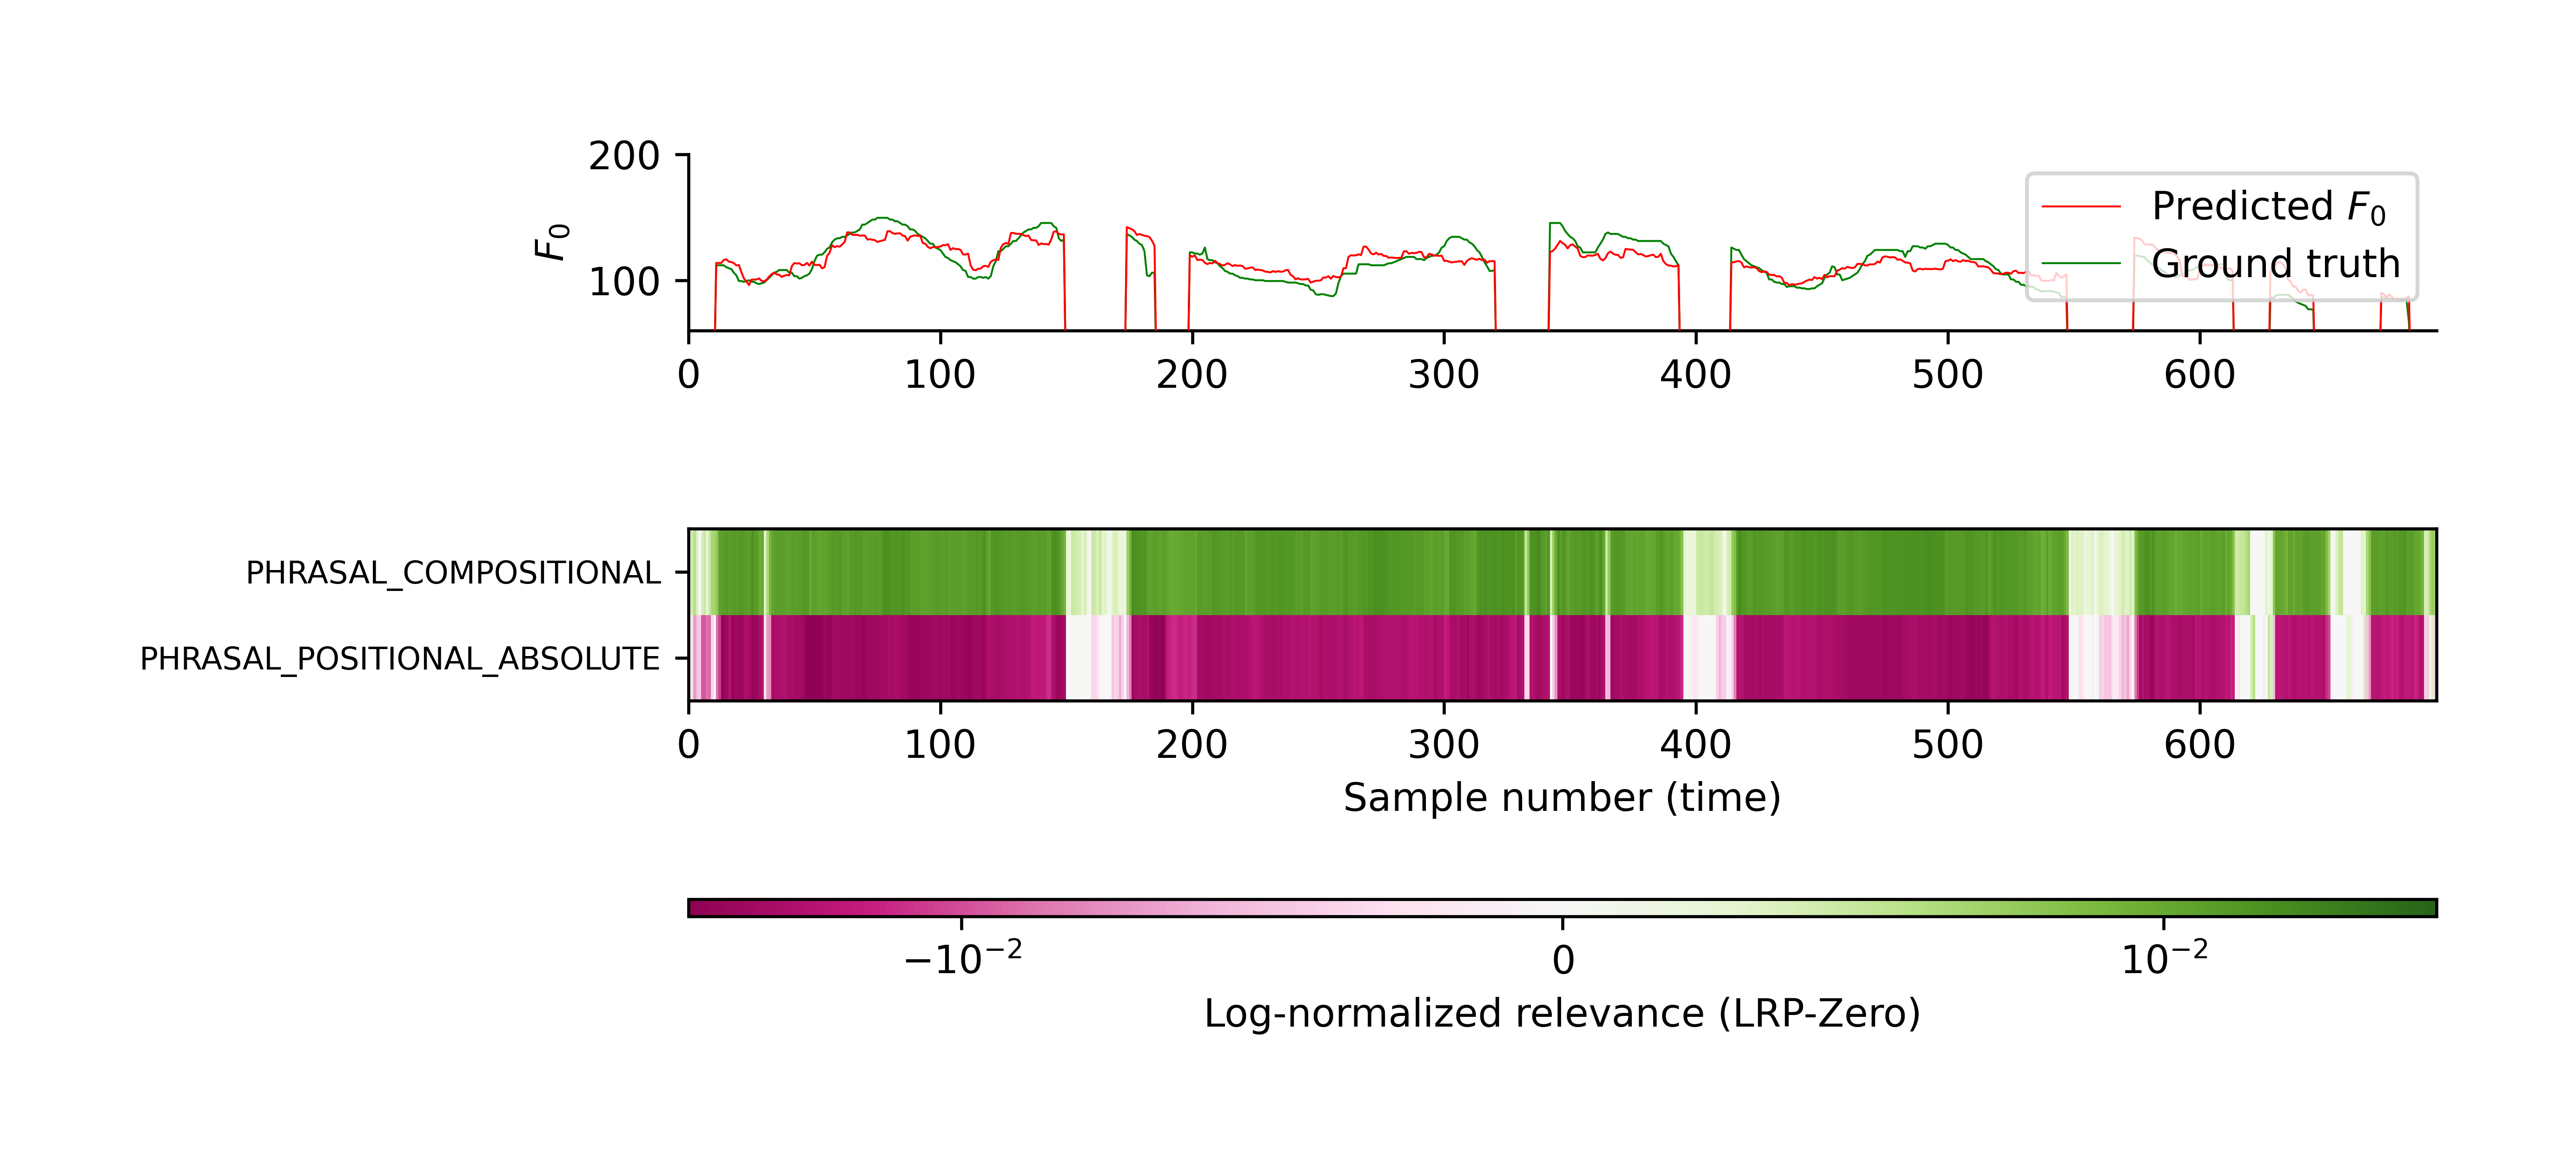 200
100
F₀
Predicted F₀
Ground truth
0 100 200 300 400 500 600
PHRASAL_COMPOSITIONAL
PHRASAL_POSITIONAL_ABSOLUTE
0 100 200 300 400 500 600
Sample number (time)
−10⁻² 0 10⁻²
Log-normalized relevance (LRP-Zero)